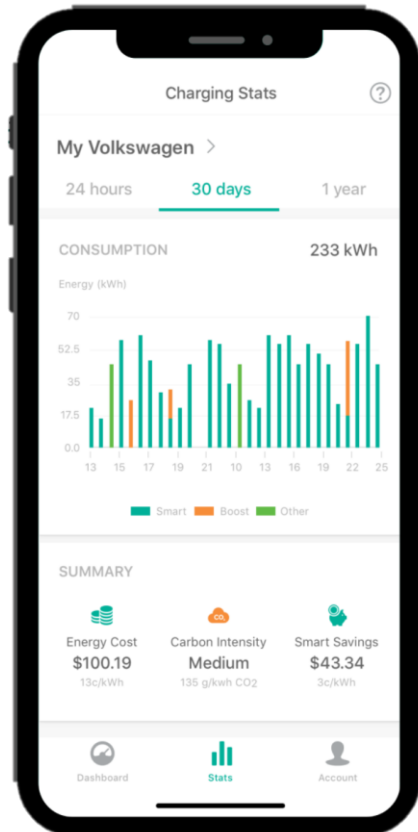 Charging Stats
?
My Volkswagen >
24 hours 30 days 1 year
CONSUMPTION 233 kWh
Energy (kWh)
70
52.5
35
17.5
0.0
13 15 17 19 21 10 13 16 19 22 25
Smart Boost Other
SUMMARY
CO₂
Energy Cost Carbon Intensity Smart Savings
$100.19 Medium $43.34
13c/kWh 135 g/kwh CO2 3c/kWh
Dashboard Stats Account